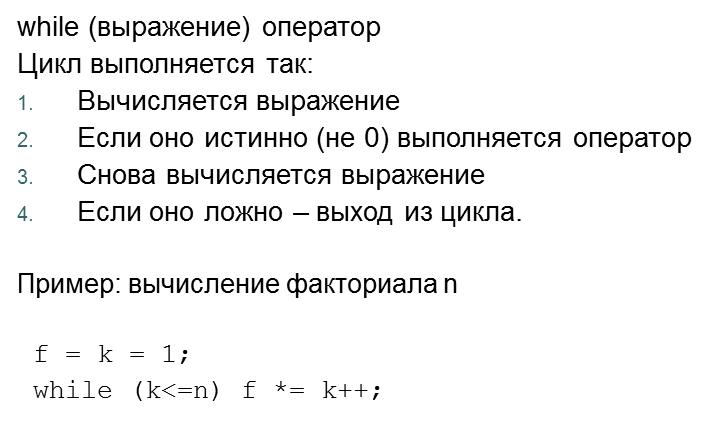 while (выражение) оператор
Цикл выполняется так:
1. Вычисляется выражение
2. Если оно истинно (не 0) выполняется оператор
3. Снова вычисляется выражение
4. Если оно ложно – выход из цикла.
Пример: вычисление факториала n
f = k = 1;
while (k<=n) f *= k++;